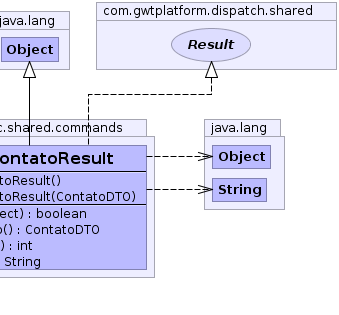 com.gwtplatform.dispatch.shared
java.lang
Object
Result
c.shared.commands
java.lang
ontatoResult
Object
toResult()
toResult(ContatoDTO)
String
ect) : boolean
o() : ContatoDTO
) : int
: String